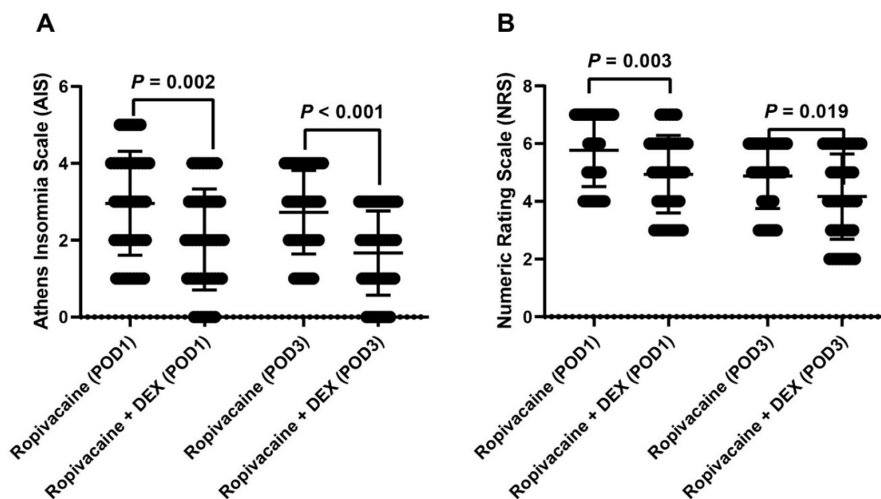 A
Athens Insomnia Scale (AIS)
6
4
2
0
P = 0.002
P < 0.001
Ropivacaine (POD1)
Ropivacaine + DEX (POD1)
Ropivacaine (POD3)
Ropivacaine + DEX (POD3)
B
Numeric Rating Scale (NRS)
8
6
4
2
0
P = 0.003
P = 0.019
Ropivacaine (POD1)
Ropivacaine + DEX (POD1)
Ropivacaine (POD3)
Ropivacaine + DEX (POD3)